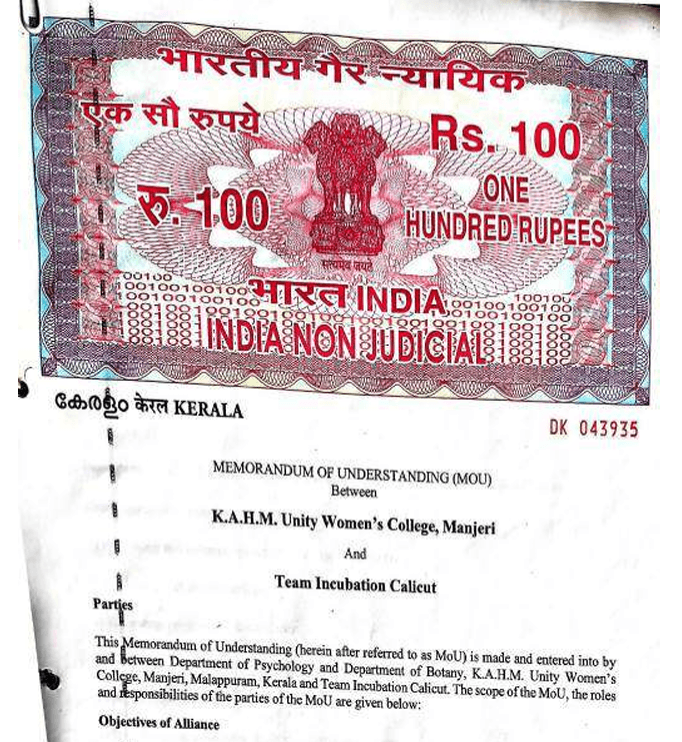 भारतीय गैर न्यायिक
एक सौ रुपये
Rs. 100
रु. 100
ONE
HUNDRED RUPEES
सत्यमेव जयते
भारत INDIA
INDIA NON JUDICIAL
കേരളം केरल KERALA
DK 043935
MEMORANDUM OF UNDERSTANDING (MOU)
Between
K.A.H.M. Unity Women's College, Manjeri
And
Team Incubation Calicut
Parties
This Memorandum of Understanding (herein after referred to as MoU) is made and entered into by
and between Department of Psychology and Department of Botany, K.A.H.M. Unity Women's
College, Manjeri, Malappuram, Kerala and Team Incubation Calicut. The scope of the MoU, the roles
and responsibilities of the parties of the MoU are given below:
Objectives of Alliance